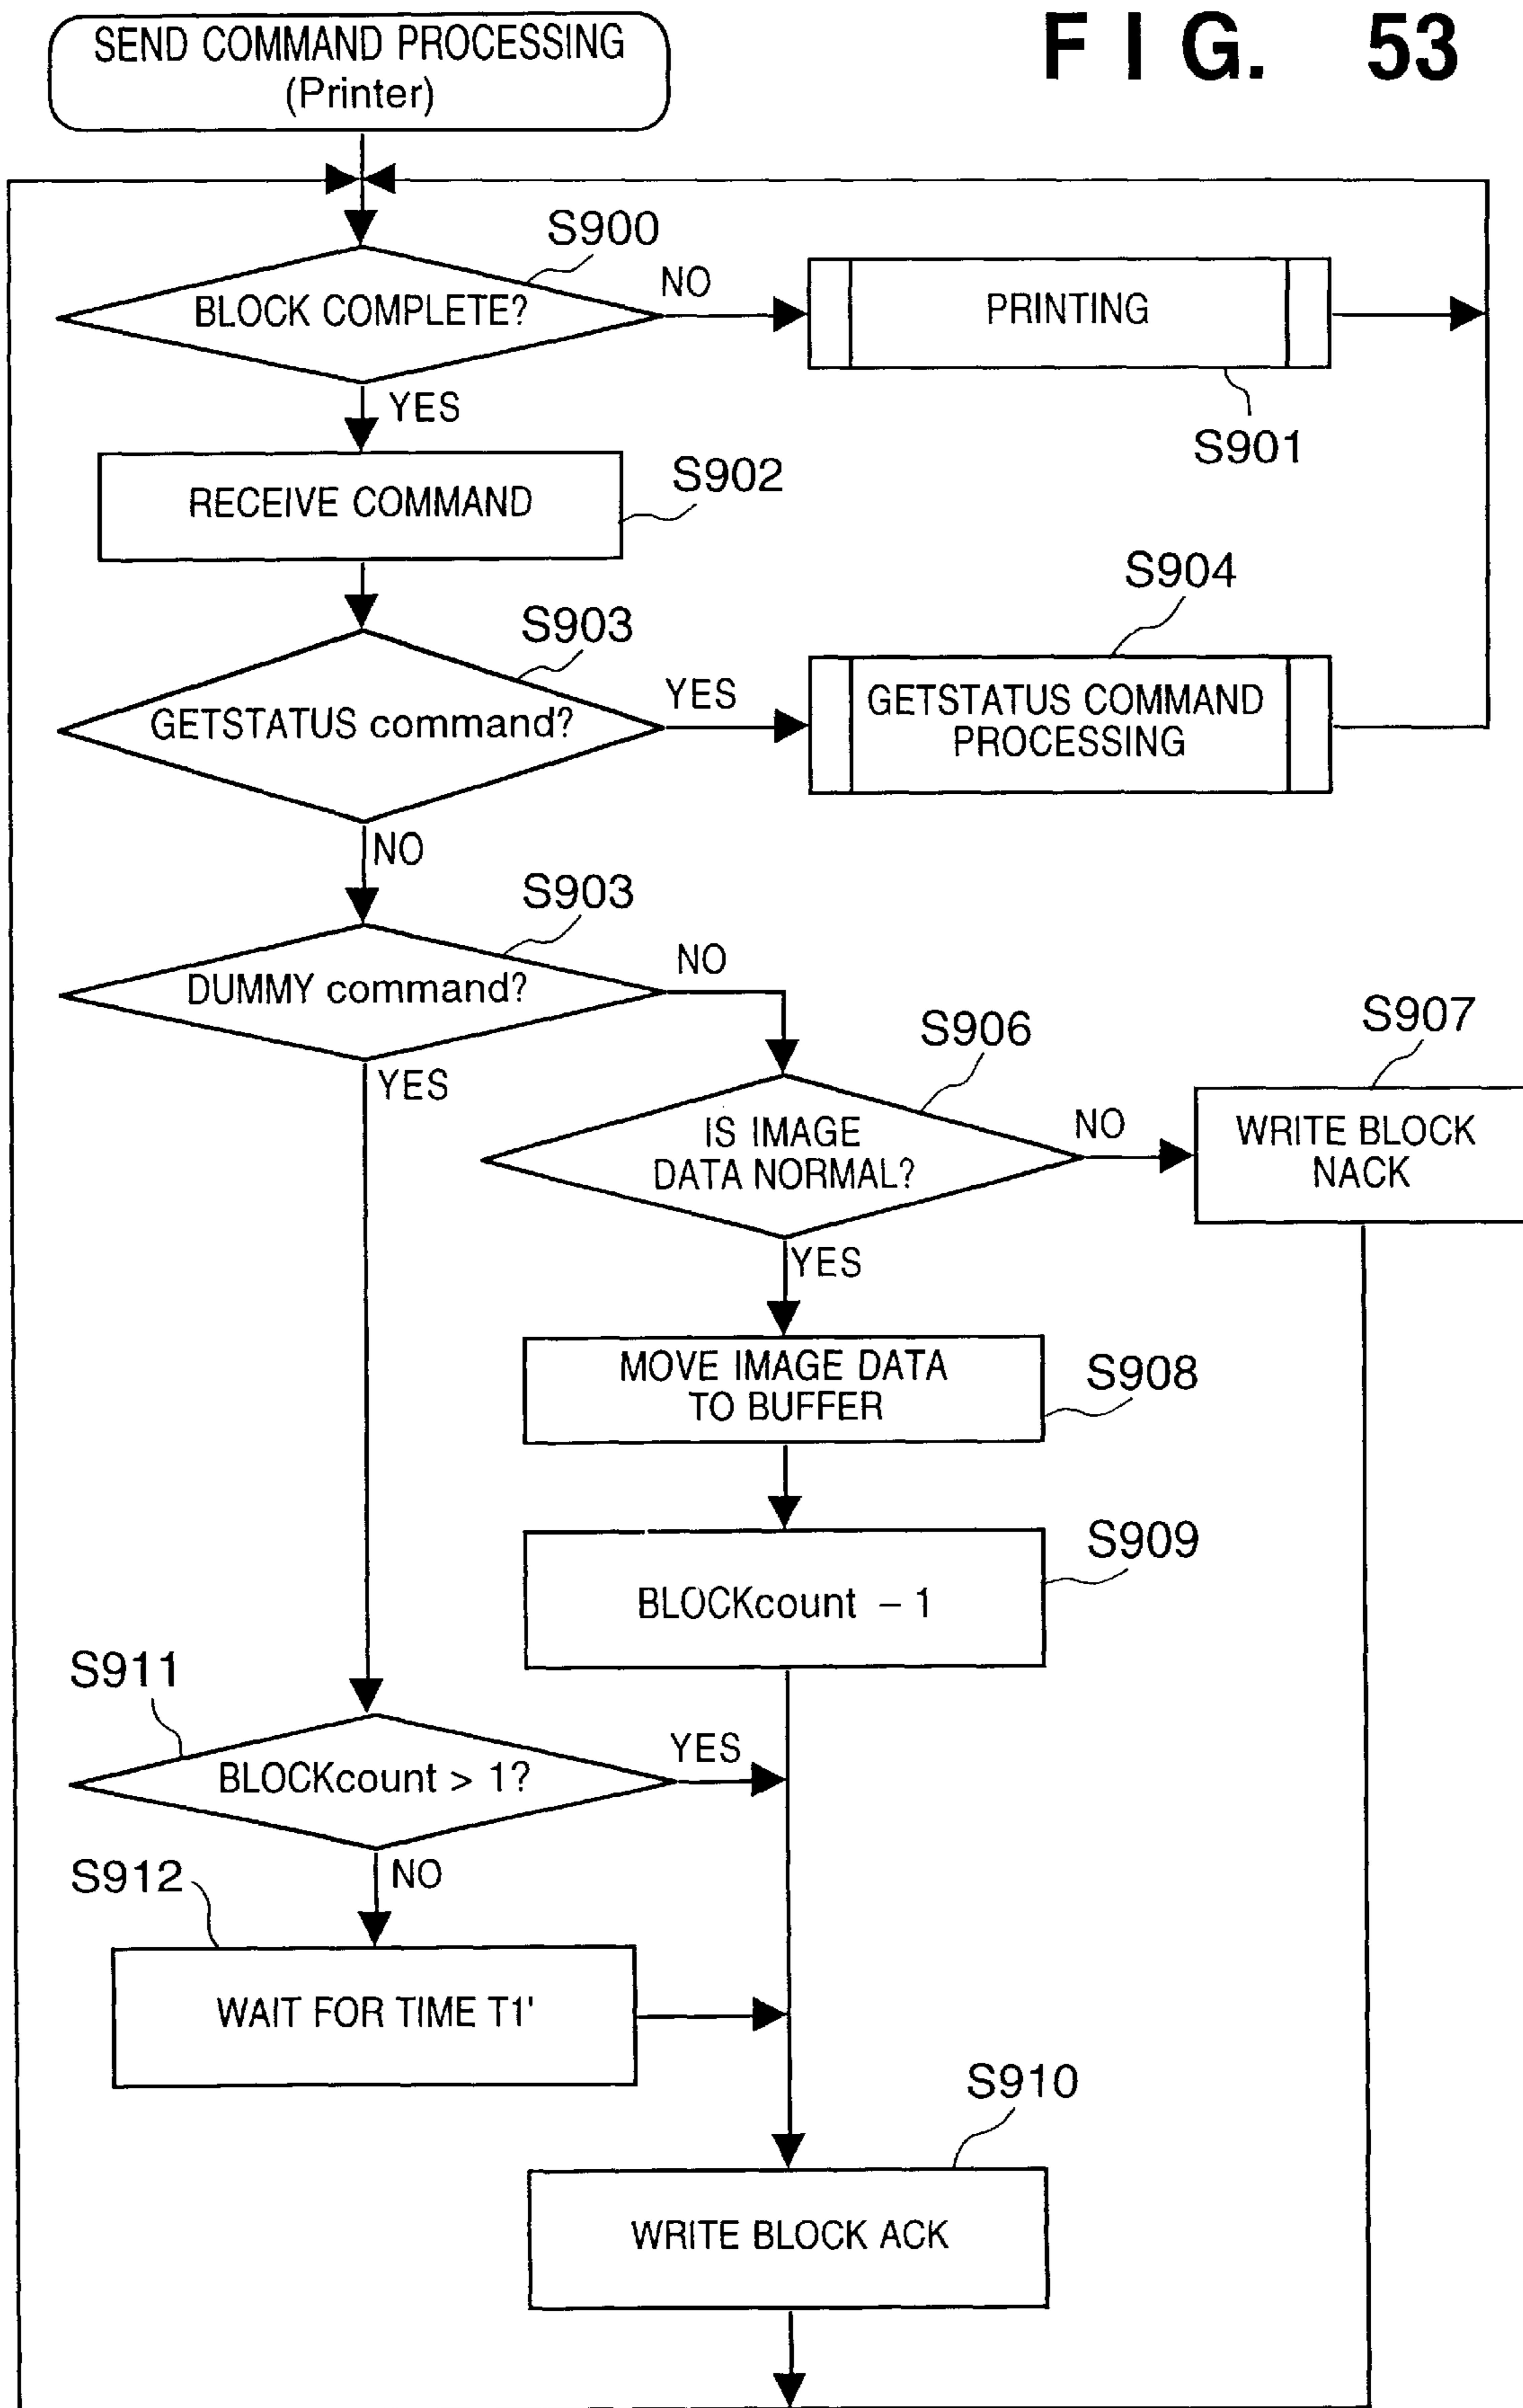 FIG. 53
SEND COMMAND PROCESSING
(Printer)
S900
BLOCK COMPLETE?
NO
PRINTING
S901
YES
RECEIVE COMMAND
S902
S903
GETSTATUS command?
YES
S904
GETSTATUS COMMAND
PROCESSING
NO
S903
DUMMY command?
NO
YES
S906
IS IMAGE
DATA NORMAL?
NO
S907
WRITE BLOCK
NACK
YES
MOVE IMAGE DATA
TO BUFFER
S908
BLOCKcount – 1
S909
S911
BLOCKcount > 1?
YES
NO
S912
WAIT FOR TIME T1'
S910
WRITE BLOCK ACK